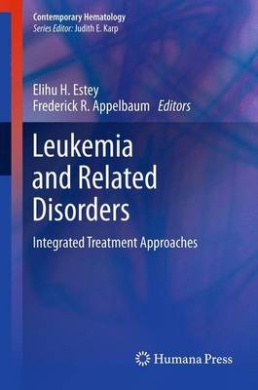 Contemporary Hematology
Series Editor: Judith E. Karp
Elihu H. Estey
Frederick R. Appelbaum Editors
Leukemia
and Related
Disorders
Integrated Treatment Approaches
Humana Press